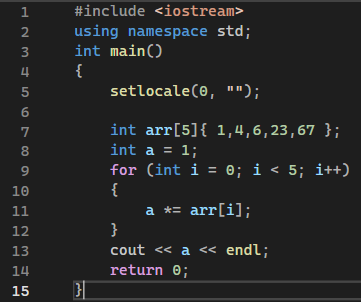 1 #include <iostream>
2 using namespace std;
3 int main()
4 {
5     setlocale(0, "");
6
7     int arr[5]{ 1,4,6,23,67 };
8     int a = 1;
9     for (int i = 0; i < 5; i++)
10     {
11         a *= arr[i];
12     }
13     cout << a << endl;
14     return 0;
15 }